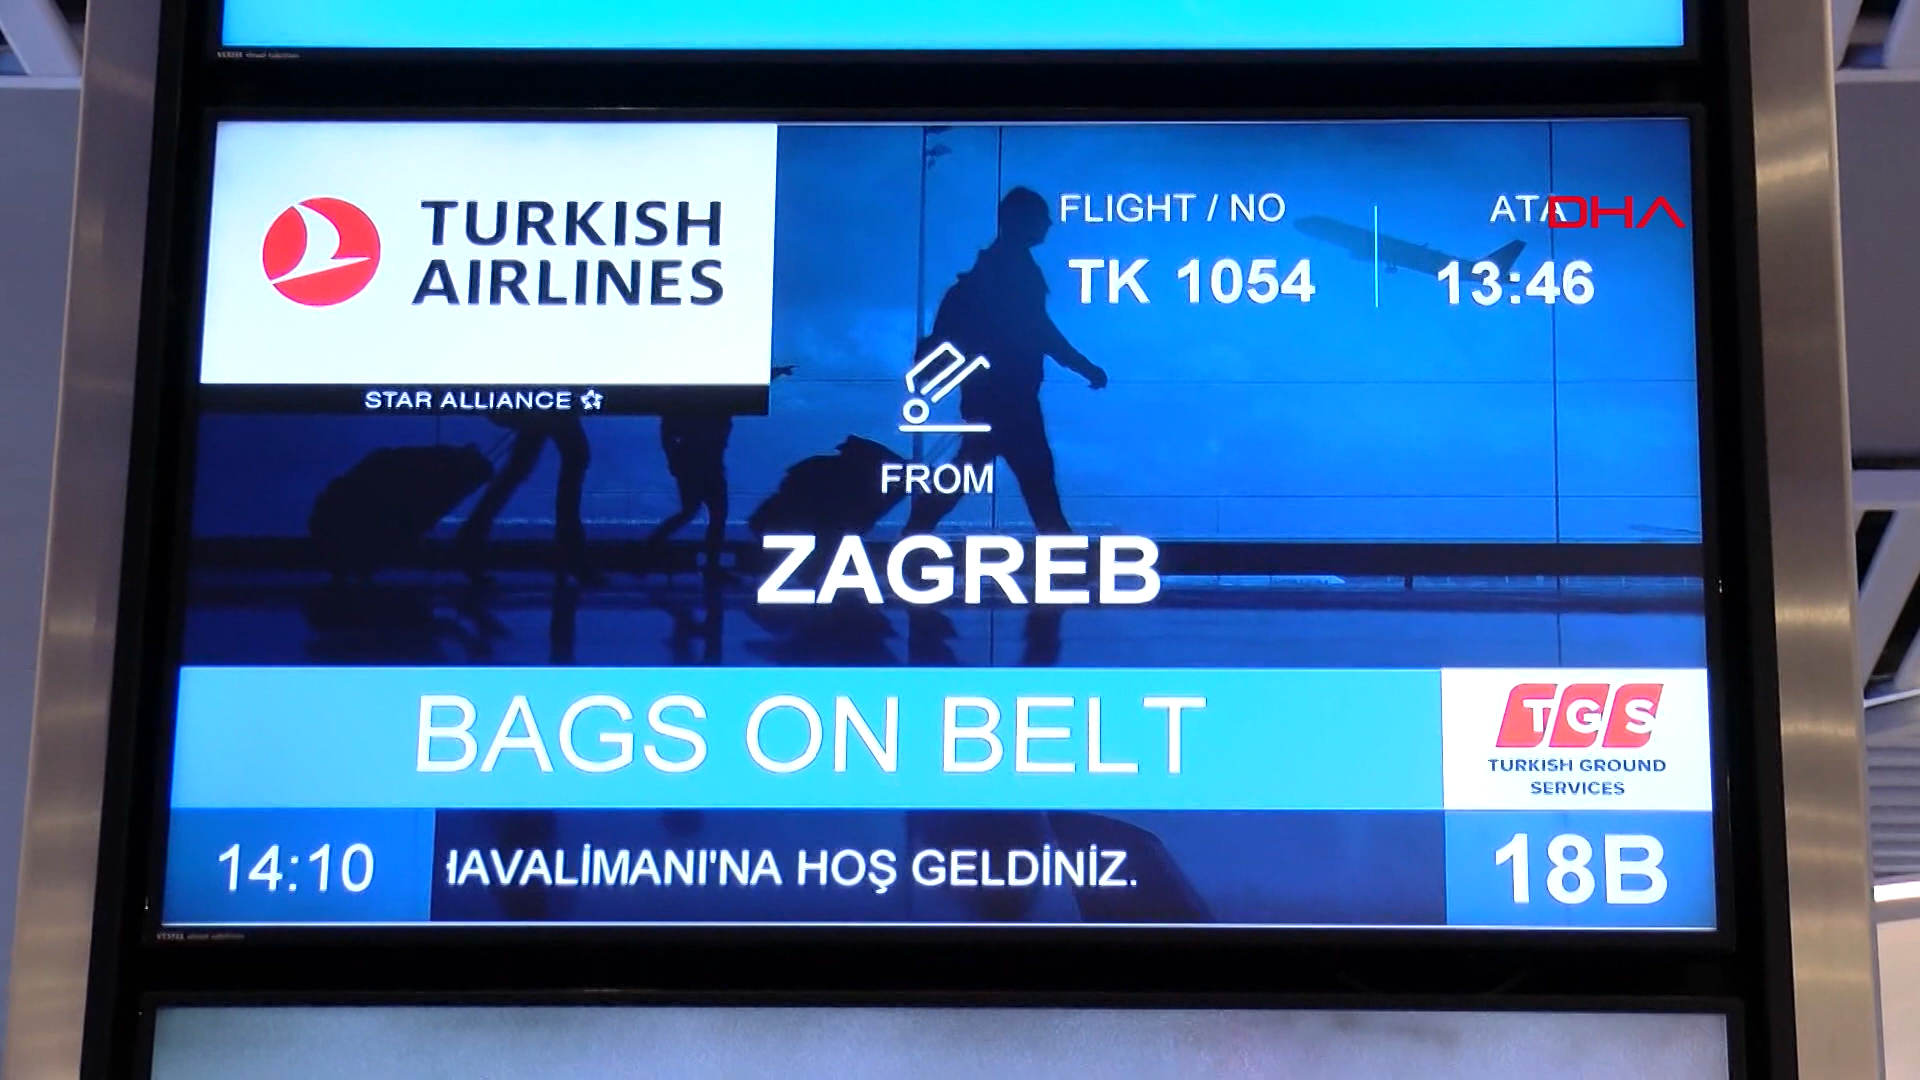 TURKISH
AIRLINES
STAR ALLIANCE
FLIGHT / NO
TK 1054
ATA
13:46
DHA
FROM
ZAGREB
BAGS ON BELT
TGS
TURKISH GROUND
SERVICES
14:10
HAVALİMANI'NA HOŞ GELDİNİZ.
18B